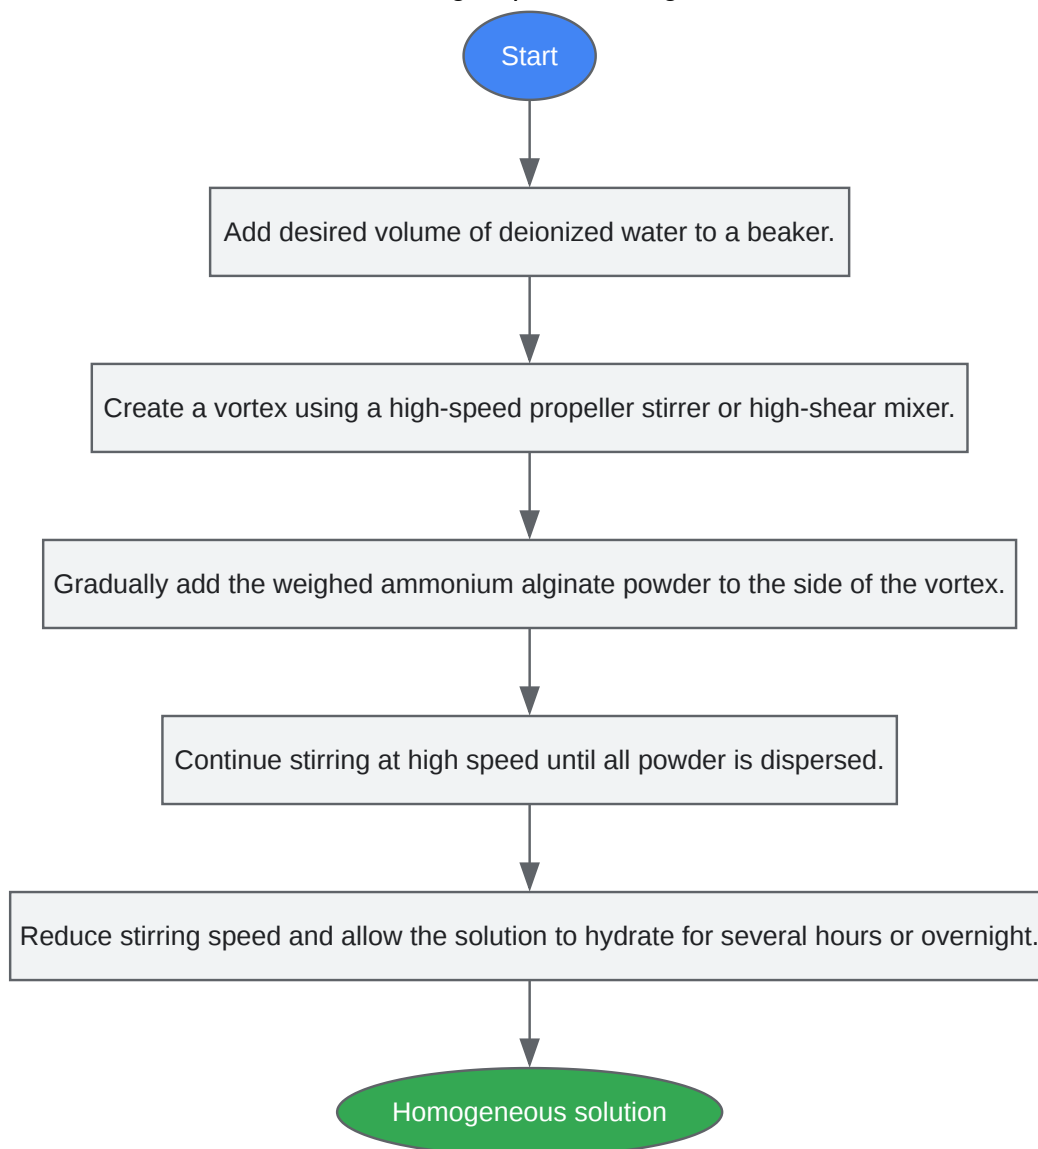 Start
Add desired volume of deionized water to a beaker.
Create a vortex using a high-speed propeller stirrer or high-shear mixer.
Gradually add the weighed ammonium alginate powder to the side of the vortex.
Continue stirring at high speed until all powder is dispersed.
Reduce stirring speed and allow the solution to hydrate for several hours or overnight.
Homogeneous solution